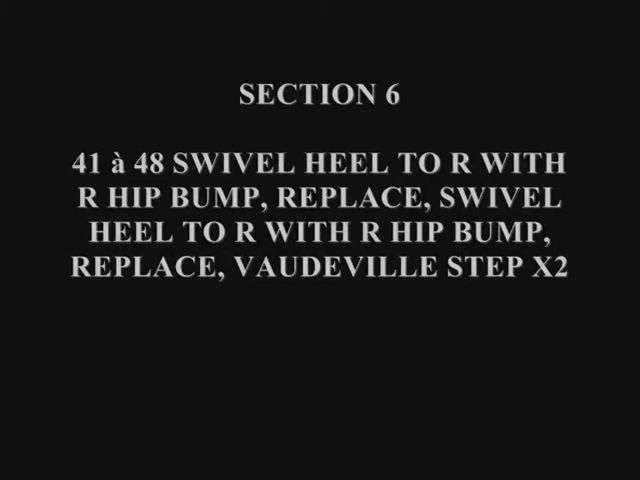 SECTION 6
41 à 48 SWIVEL HEEL TO R WITH
R HIP BUMP, REPLACE, SWIVEL
HEEL TO R WITH R HIP BUMP,
REPLACE, VAUDEVILLE STEP X2